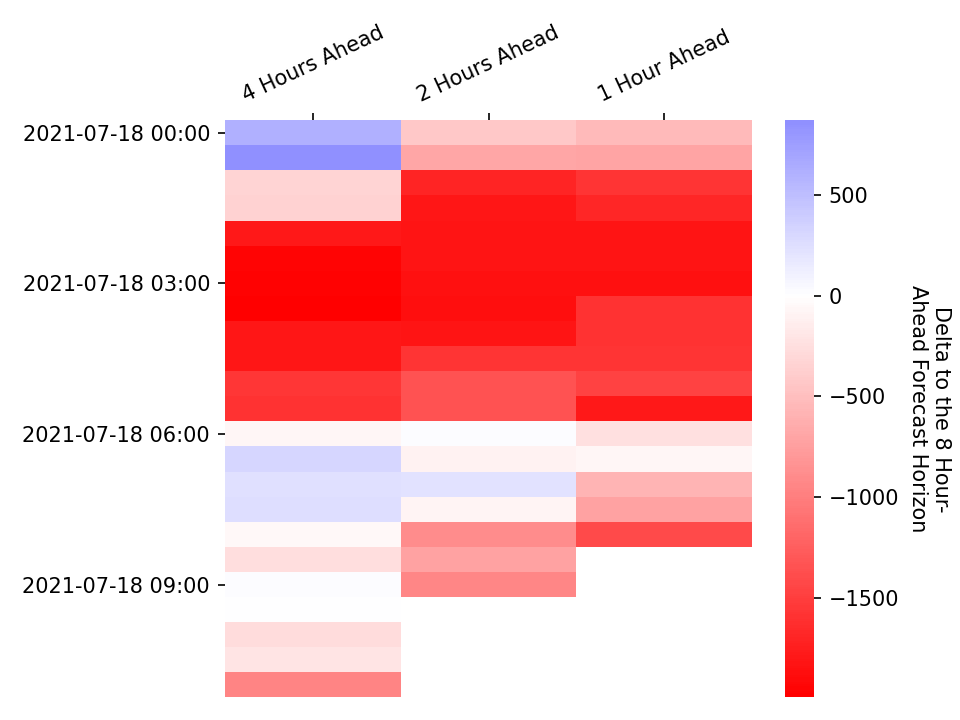 4 Hours Ahead
2 Hours Ahead
1 Hour Ahead
2021-07-18 00:00
2021-07-18 03:00
2021-07-18 06:00
2021-07-18 09:00
500
0
−500
−1000
−1500
Delta to the 8 Hour-
Ahead Forecast Horizon